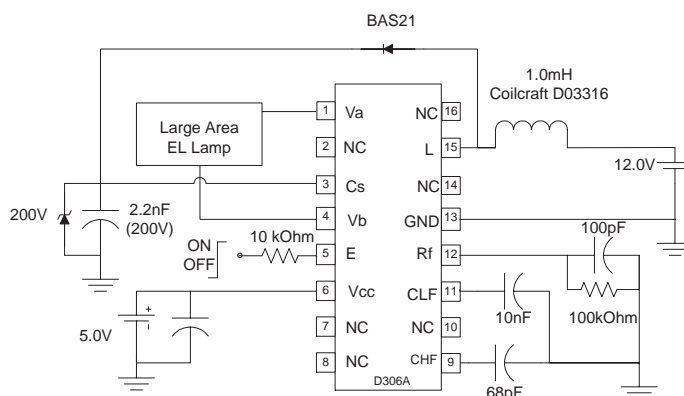 BAS21
1.0mH
Coilcraft D03316
Large Area
EL Lamp
1
Va
NC
16
2
NC
L
15
12.0V
200V
2.2nF
(200V)
3
Cs
NC
14
4
Vb
GND
13
100pF
ON
OFF
10 kOhm
5
E
Rf
12
6
Vcc
CLF
11
10nF
100kOhm
5.0V
+
-
7
NC
NC
10
8
NC
CHF
9
D306A
68pF